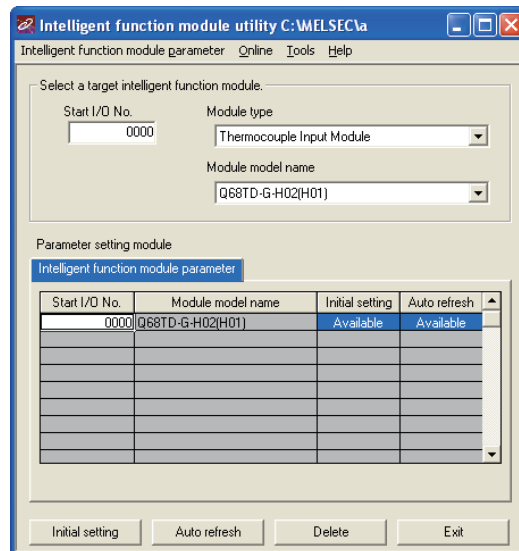 Intelligent function module utility C:\MELSEC\a
Intelligent function module parameter Online Tools Help
Select a target intelligent function module.
Start I/O No. Module type
0000 Thermocouple Input Module
Module model name
Q68TD-G-H02(H01)
Parameter setting module
Intelligent function module parameter
Start I/O No. Module model name Initial setting Auto refresh
0000 Q68TD-G-H02(H01) Available Available
Initial setting Auto refresh Delete Exit